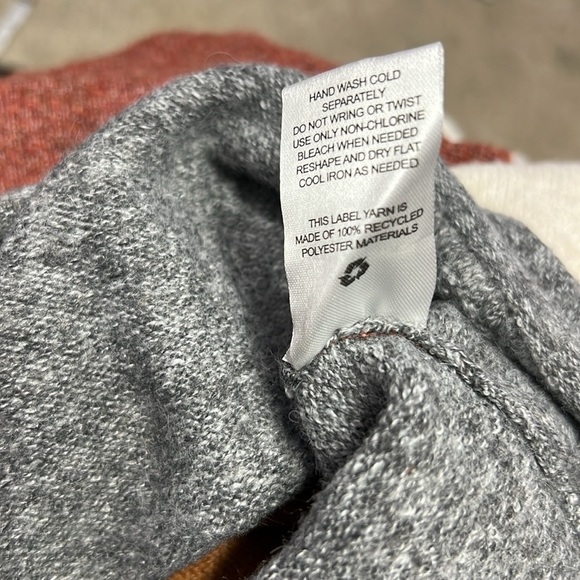 HAND WASH COLD
SEPARATELY
DO NOT WRING OR TWIST
USE ONLY NON-CHLORINE
BLEACH WHEN NEEDED
RESHAPE AND DRY FLAT
COOL IRON AS NEEDED
THIS LABEL YARN IS
MADE OF 100% RECYCLED
POLYESTER MATERIALS